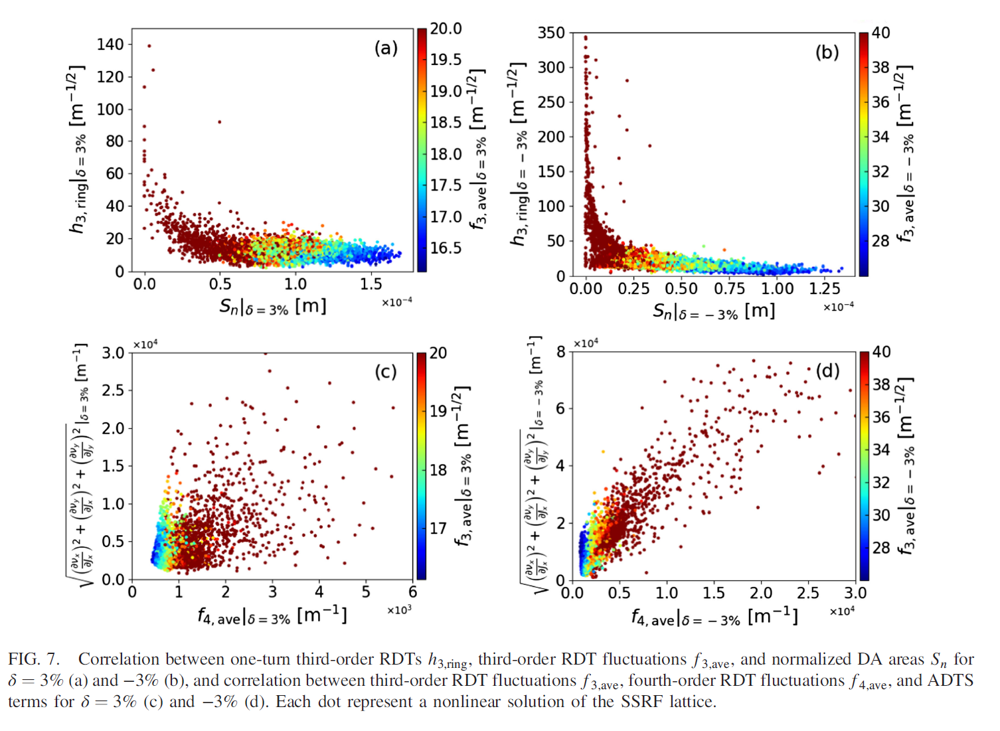 (a)
140
120
100
80
60
40
20
0
0.0 0.5 1.0 1.5
×10⁻⁴
h₃,ring|δ = 3% [m⁻¹/²]
Sₙ|δ = 3% [m]
20.0
19.5
19.0
18.5
18.0
17.5
17.0
16.5
f₃,ave|δ = 3% [m⁻¹/²]
(b)
350
300
250
200
150
100
50
0
0.00 0.25 0.50 0.75 1.00 1.25
×10⁻⁴
h₃,ring|δ = − 3% [m⁻¹/²]
Sₙ|δ = − 3% [m]
40
38
36
34
32
30
28
f₃,ave|δ = − 3% [m⁻¹/²]
(c)
×10⁴
3.0
2.5
2.0
1.5
1.0
0.5
0.0
0 1 2 3 4 5 6
×10³
√(∂νₓ/∂Jₓ)² + (∂ν_y/∂Jₓ)² + (∂ν_y/∂J_y)² |δ = 3% [m⁻¹]
f₄,ave|δ = 3% [m⁻¹]
20
19
18
17
f₃,ave|δ = 3% [m⁻¹/²]
(d)
×10⁴
8
6
4
2
0
0.0 0.5 1.0 1.5 2.0 2.5 3.0
×10⁴
√(∂νₓ/∂Jₓ)² + (∂ν_y/∂Jₓ)² + (∂ν_y/∂J_y)² |δ = − 3% [m⁻¹]
f₄,ave|δ = − 3% [m⁻¹]
40
38
36
34
32
30
28
f₃,ave|δ = − 3% [m⁻¹/²]
FIG. 7. Correlation between one-turn third-order RDTs h₃,ring, third-order RDT fluctuations f₃,ave, and normalized DA areas Sₙ for
δ = 3% (a) and −3% (b), and correlation between third-order RDT fluctuations f₃,ave, fourth-order RDT fluctuations f₄,ave, and ADTS
terms for δ = 3% (c) and −3% (d). Each dot represent a nonlinear solution of the SSRF lattice.